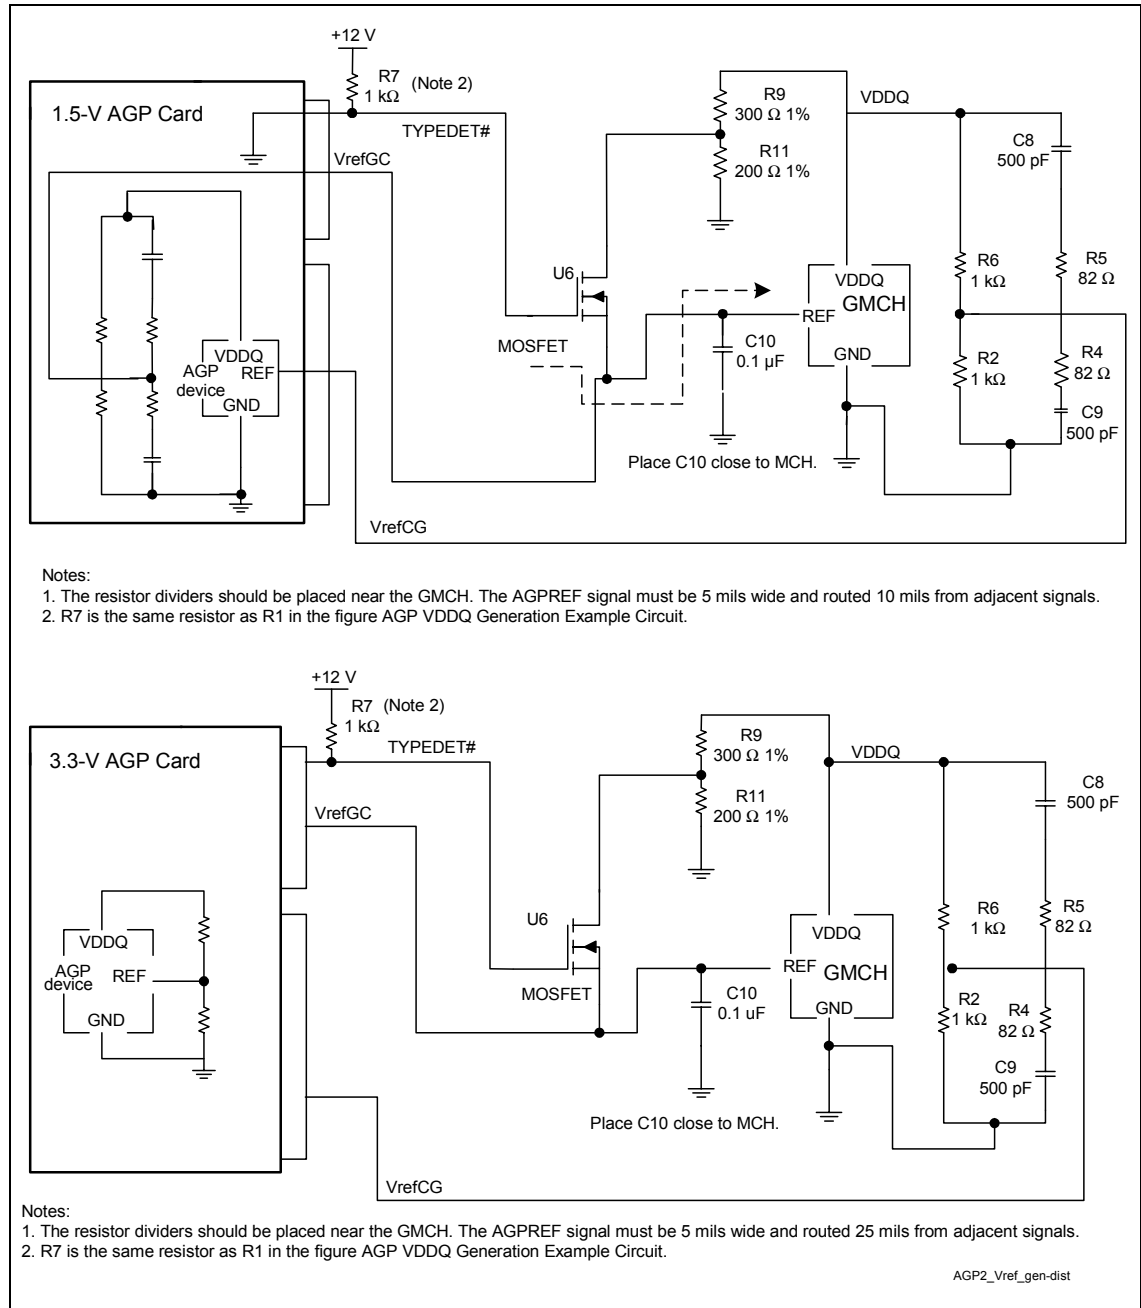 +12 V
R7 (Note 2)
1 kΩ
1.5-V AGP Card
TYPEDET#
VrefGC
R9
300 Ω 1%
R11
200 Ω 1%
VDDQ
C8
500 pF
U6
MOSFET
VDDQ
GMCH
REF
GND
R6
1 kΩ
R5
82 Ω
C10
0.1 µF
R2
1 kΩ
R4
82 Ω
C9
500 pF
VDDQ
AGP
device
REF
GND
Place C10 close to MCH.
VrefCG
Notes:
1. The resistor dividers should be placed near the GMCH. The AGPREF signal must be 5 mils wide and routed 10 mils from adjacent signals.
2. R7 is the same resistor as R1 in the figure AGP VDDQ Generation Example Circuit.
+12 V
R7 (Note 2)
1 kΩ
3.3-V AGP Card
TYPEDET#
VrefGC
R9
300 Ω 1%
R11
200 Ω 1%
VDDQ
C8
500 pF
U6
MOSFET
VDDQ
REF
GMCH
GND
R6
1 kΩ
R5
82 Ω
C10
0.1 uF
R2
1 kΩ
R4
82 Ω
C9
500 pF
VDDQ
AGP
device
REF
GND
Place C10 close to MCH.
VrefCG
Notes:
1. The resistor dividers should be placed near the GMCH. The AGPREF signal must be 5 mils wide and routed 25 mils from adjacent signals.
2. R7 is the same resistor as R1 in the figure AGP VDDQ Generation Example Circuit.
AGP2_Vref_gen-dist